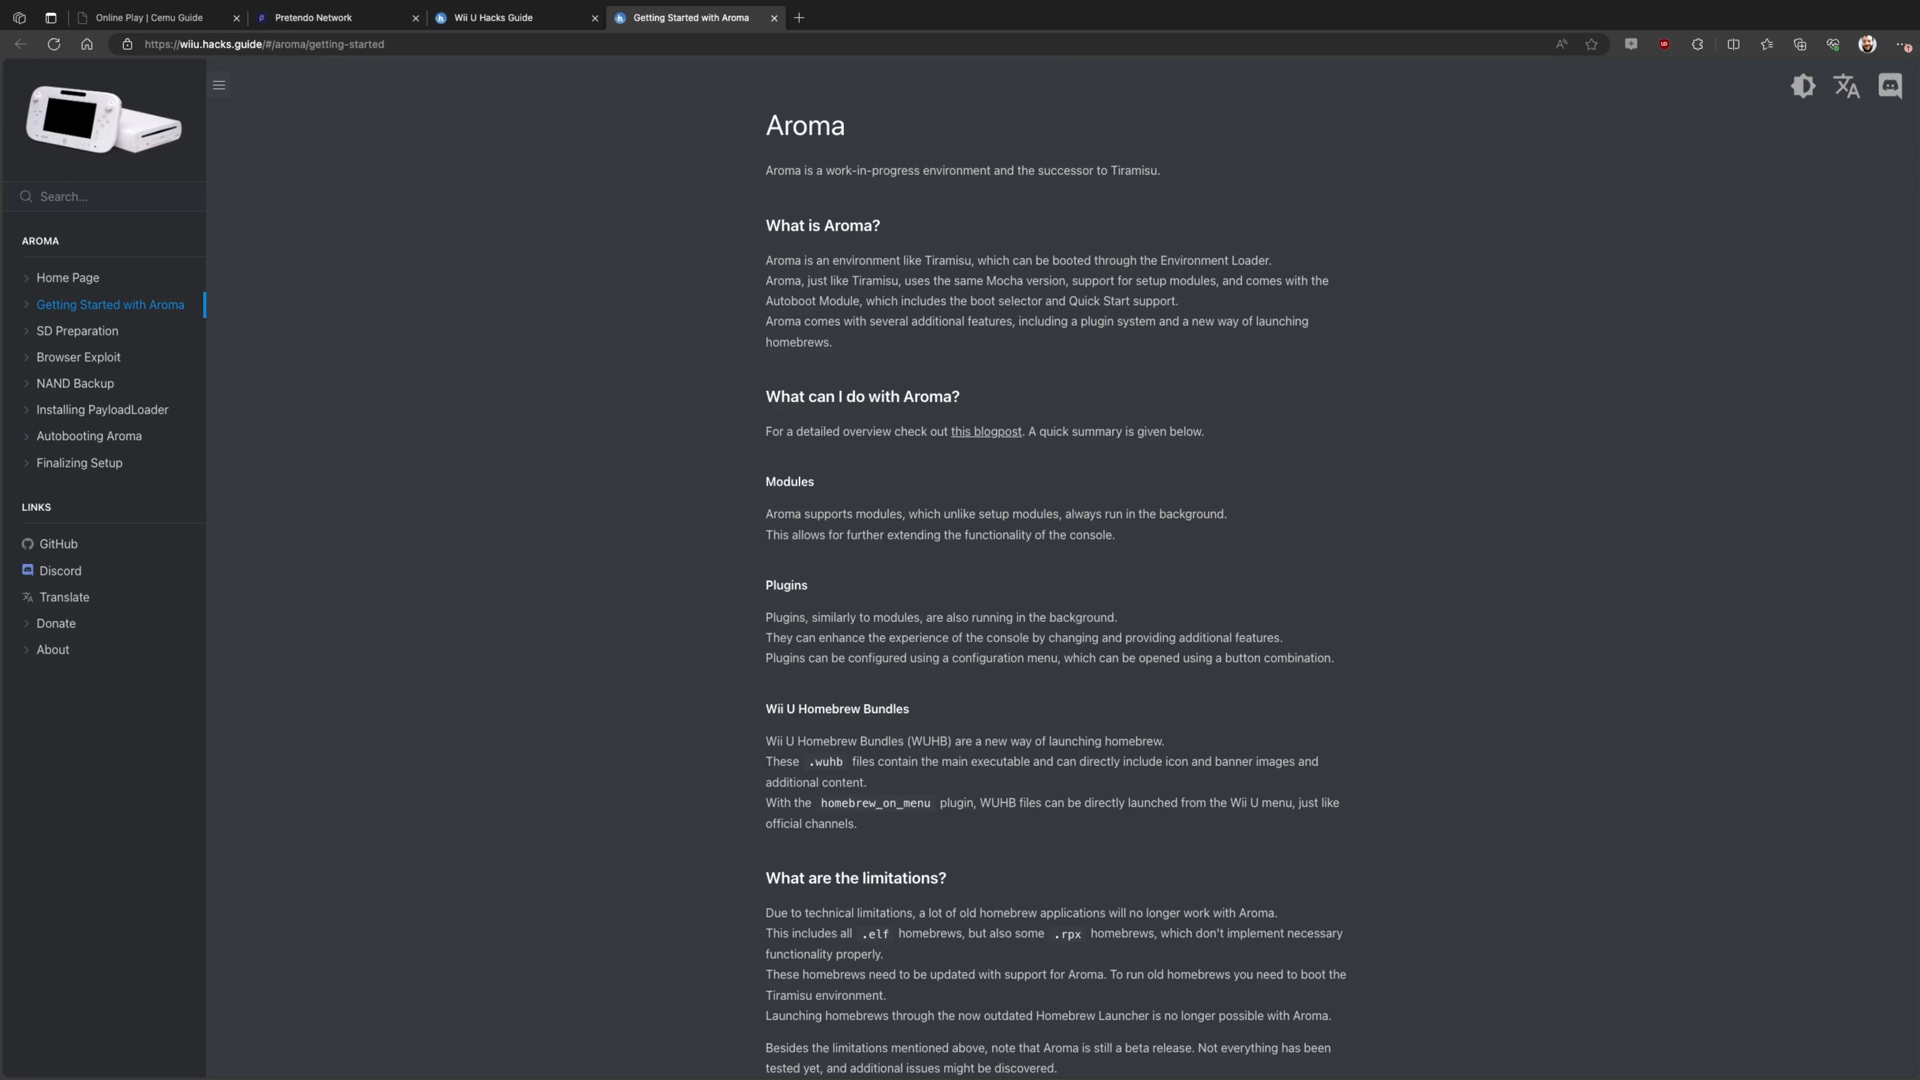 Online Play | Cemu Guide
Pretendo Network
Wii U Hacks Guide
Getting Started with Aroma
https://wiiu.hacks.guide/#/aroma/getting-started
Search...
AROMA
Home Page
Getting Started with Aroma
SD Preparation
Browser Exploit
NAND Backup
Installing PayloadLoader
Autobooting Aroma
Finalizing Setup
LINKS
GitHub
Discord
Translate
Donate
About
Aroma
Aroma is a work-in-progress environment and the successor to Tiramisu.
What is Aroma?
Aroma is an environment like Tiramisu, which can be booted through the Environment Loader.
Aroma, just like Tiramisu, uses the same Mocha version, support for setup modules, and comes with the
Autoboot Module, which includes the boot selector and Quick Start support.
Aroma comes with several additional features, including a plugin system and a new way of launching
homebrews.
What can I do with Aroma?
For a detailed overview check out this blogpost. A quick summary is given below.
Modules
Aroma supports modules, which unlike setup modules, always run in the background.
This allows for further extending the functionality of the console.
Plugins
Plugins, similarly to modules, are also running in the background.
They can enhance the experience of the console by changing and providing additional features.
Plugins can be configured using a configuration menu, which can be opened using a button combination.
Wii U Homebrew Bundles
Wii U Homebrew Bundles (WUHB) are a new way of launching homebrew.
These .wuhb files contain the main executable and can directly include icon and banner images and
additional content.
With the homebrew_on_menu plugin, WUHB files can be directly launched from the Wii U menu, just like
official channels.
What are the limitations?
Due to technical limitations, a lot of old homebrew applications will no longer work with Aroma.
This includes all .elf homebrews, but also some .rpx homebrews, which don't implement necessary
functionality properly.
These homebrews need to be updated with support for Aroma. To run old homebrews you need to boot the
Tiramisu environment.
Launching homebrews through the now outdated Homebrew Launcher is no longer possible with Aroma.
Besides the limitations mentioned above, note that Aroma is still a beta release. Not everything has been
tested yet, and additional issues might be discovered.